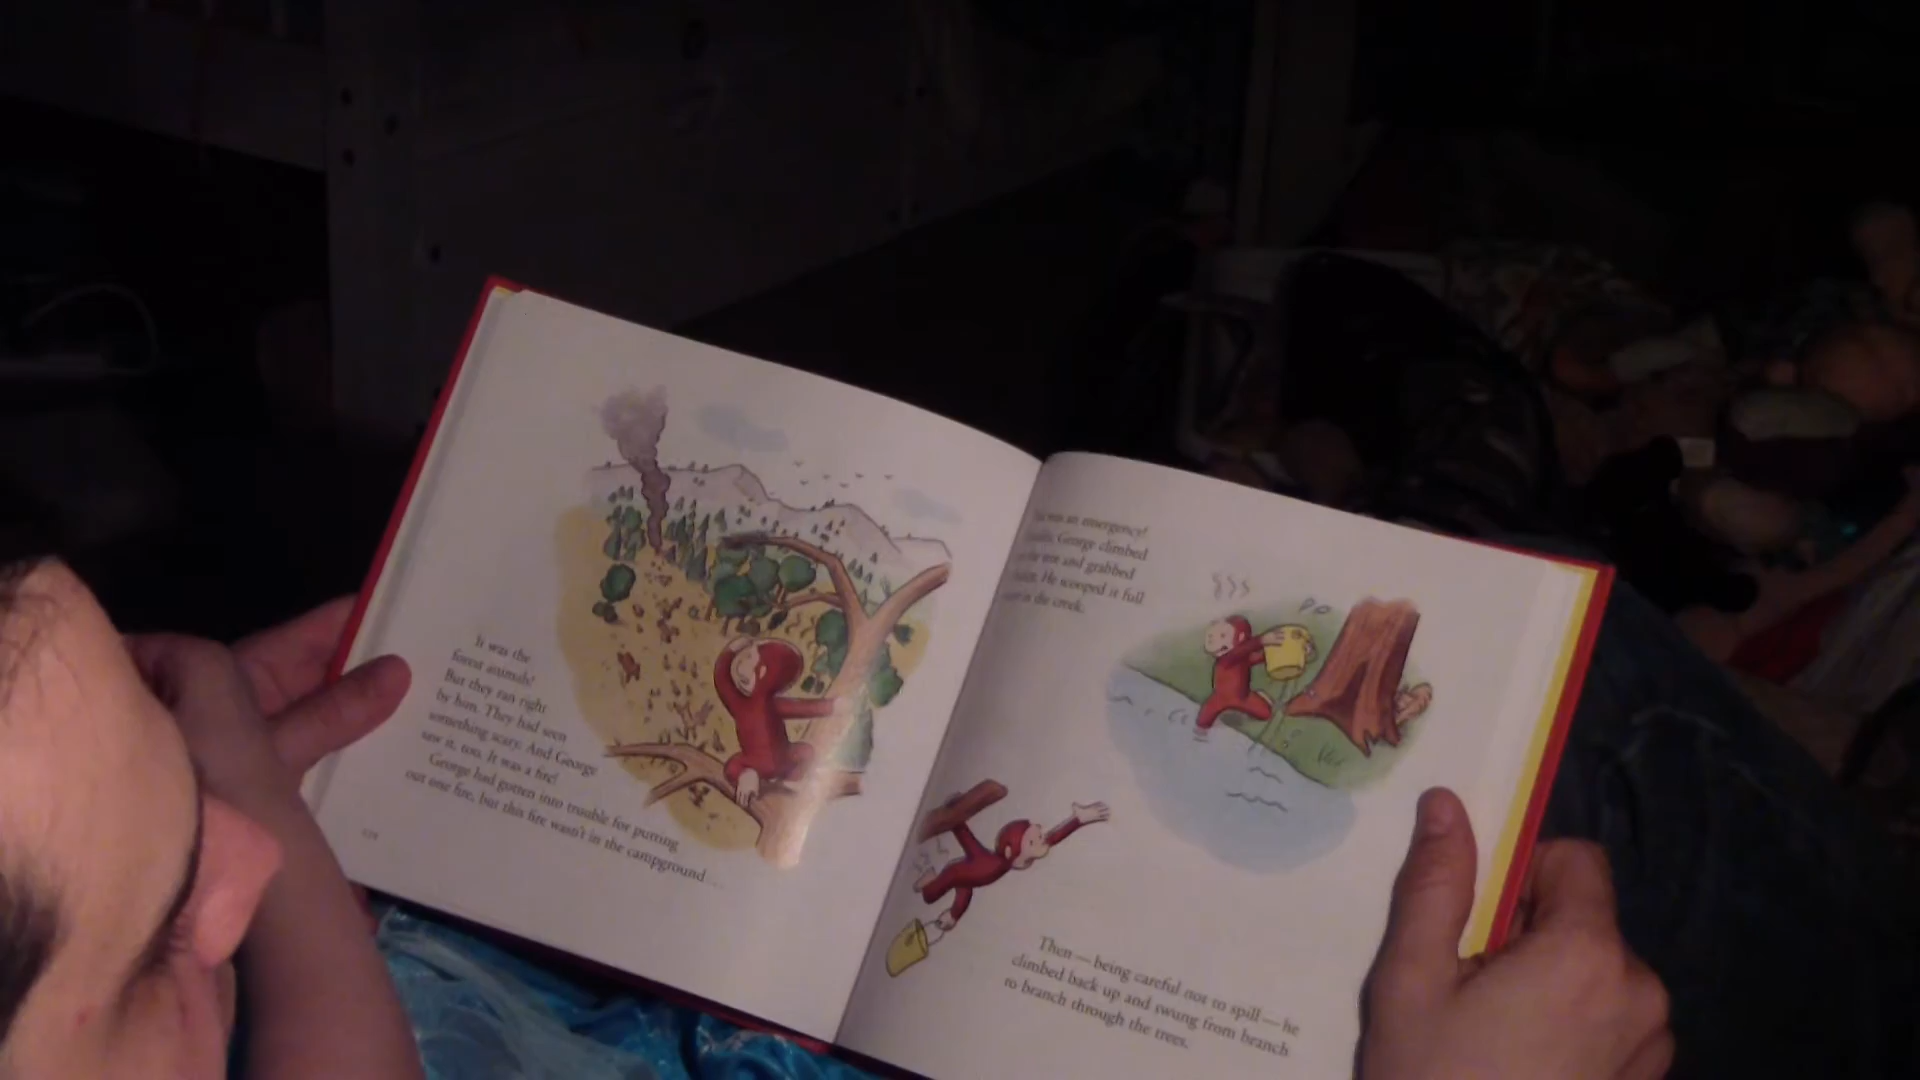 It was the
forest animals!
But they ran right
by him. They had seen
something scary. And George
saw it, too. It was a fire!
George had gotten into trouble for putting
out one fire, but this fire wasn't in the campground...
was an emergency!
George climbed
tree and grabbed
He scooped it full
in the creek.
Then—being careful not to spill—he
climbed back up and swung from branch
to branch through the trees.